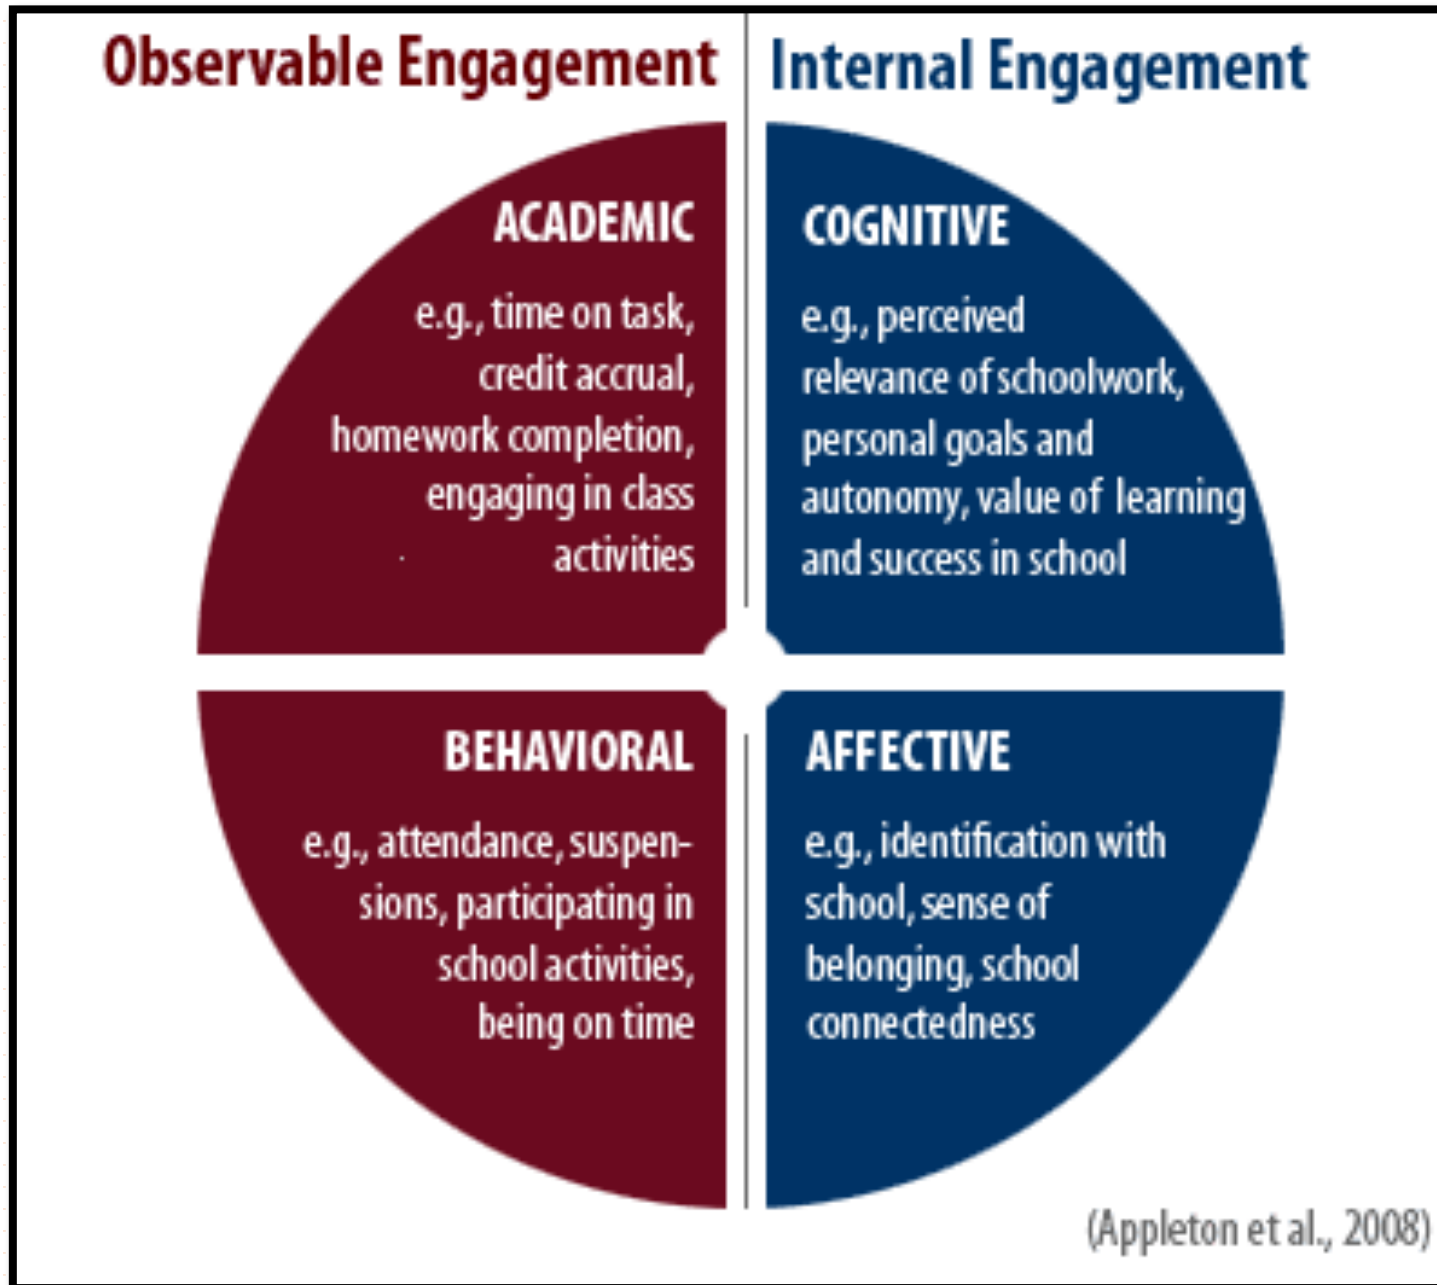 Observable Engagement
Internal Engagement
ACADEMIC
e.g., time on task,
credit accrual,
homework completion,
engaging in class
activities
COGNITIVE
e.g., perceived
relevance of schoolwork,
personal goals and
autonomy, value of learning
and success in school
BEHAVIORAL
e.g., attendance, suspen-
sions, participating in
school activities,
being on time
AFFECTIVE
e.g., identification with
school, sense of
belonging, school
connectedness
(Appleton et al., 2008)